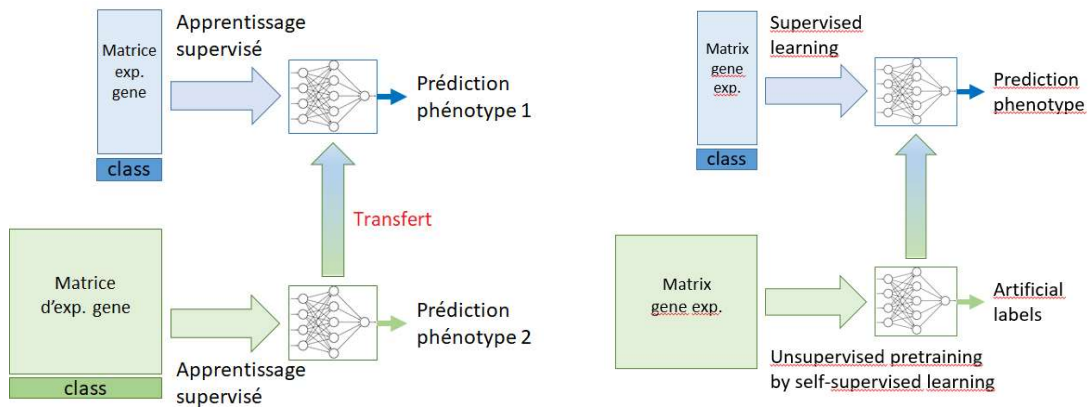 Apprentissage
supervisé
Matrice
exp.
gene
Prédiction
phénotype 1
class
Transfert
Matrice
d'exp. gene
Prédiction
phénotype 2
class
Apprentissage
supervisé
Supervised
learning
Matrix
gene
exp.
Prediction
phenotype
class
Matrix
gene exp.
Artificial
labels
Unsupervised pretraining
by self-supervised learning